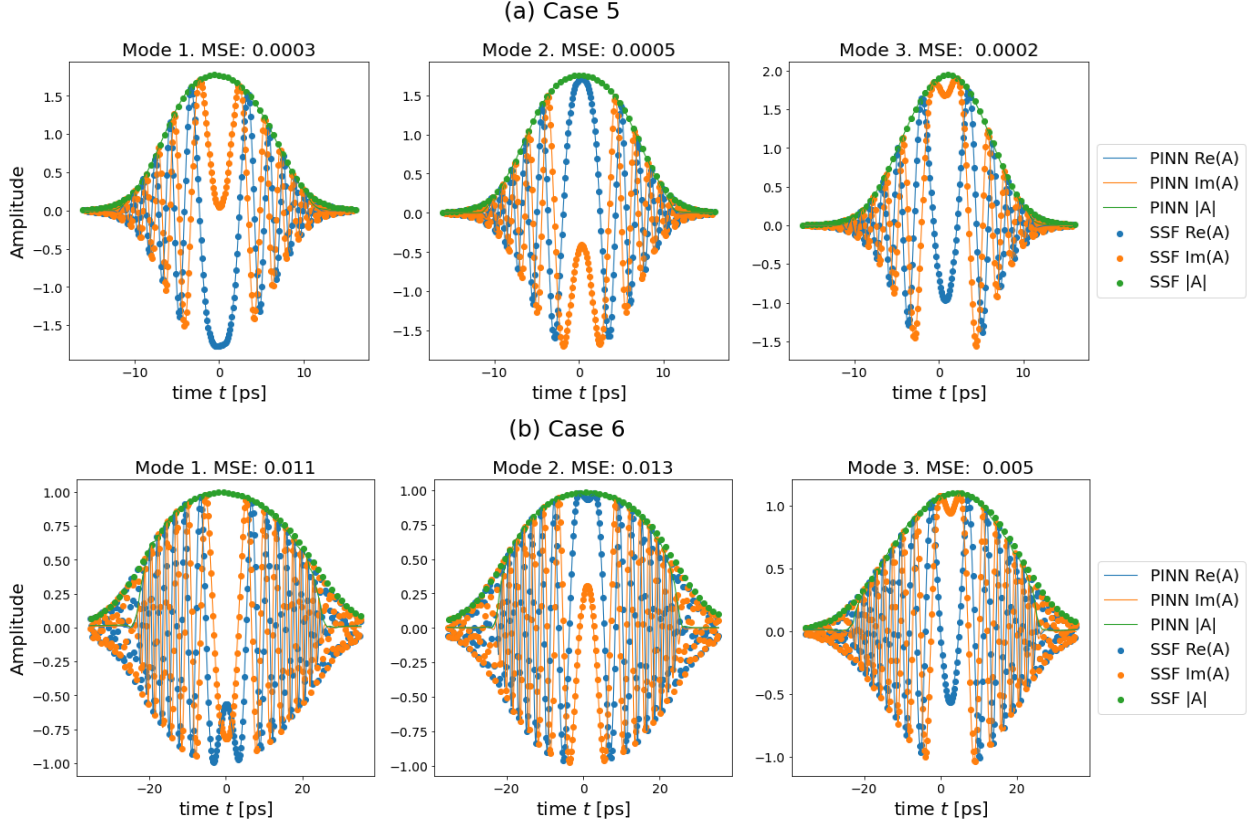 (a) Case 5
Mode 1. MSE: 0.0003
Mode 2. MSE: 0.0005
Mode 3. MSE:  0.0002
Amplitude
1.5
1.0
0.5
0.0
−0.5
−1.0
−1.5
−10
0
10
time t [ps]
1.5
1.0
0.5
0.0
−0.5
−1.0
−1.5
−10
0
10
time t [ps]
2.0
1.5
1.0
0.5
0.0
−0.5
−1.0
−1.5
−10
0
10
time t [ps]
PINN Re(A)
PINN Im(A)
PINN |A|
SSF Re(A)
SSF Im(A)
SSF |A|
(b) Case 6
Mode 1. MSE: 0.011
Mode 2. MSE: 0.013
Mode 3. MSE:  0.005
Amplitude
1.00
0.75
0.50
0.25
0.00
−0.25
−0.50
−0.75
−1.00
−20
0
20
time t [ps]
1.00
0.75
0.50
0.25
0.00
−0.25
−0.50
−0.75
−1.00
−20
0
20
time t [ps]
1.0
0.5
0.0
−0.5
−1.0
−20
0
20
time t [ps]
PINN Re(A)
PINN Im(A)
PINN |A|
SSF Re(A)
SSF Im(A)
SSF |A|